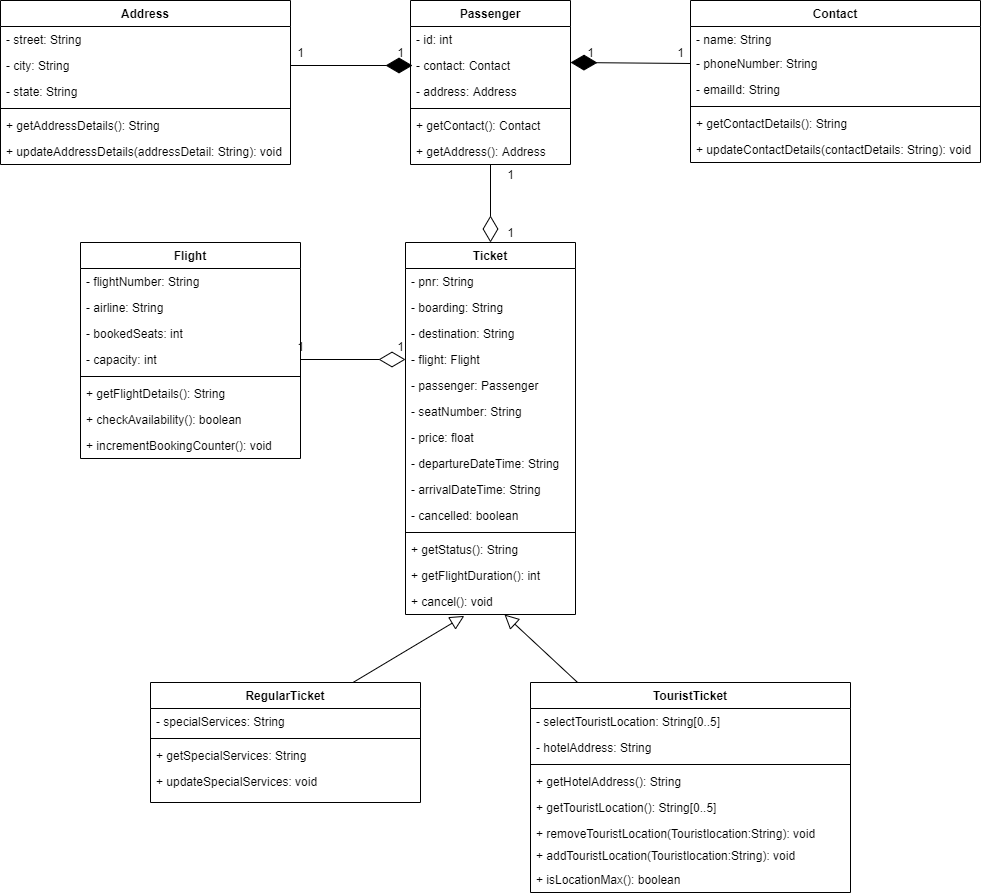 Address
- street: String
- city: String
- state: String
+ getAddressDetails(): String
+ updateAddressDetails(addressDetail: String): void
1
1
Passenger
- id: int
- contact: Contact
- address: Address
+ getContact(): Contact
+ getAddress(): Address
1
1
Contact
- name: String
- phoneNumber: String
- emailId: String
+ getContactDetails(): String
+ updateContactDetails(contactDetails: String): void
1
1
Flight
- flightNumber: String
- airline: String
- bookedSeats: int
- capacity: int
+ getFlightDetails(): String
+ checkAvailability(): boolean
+ incrementBookingCounter(): void
1
1
Ticket
- pnr: String
- boarding: String
- destination: String
- flight: Flight
- passenger: Passenger
- seatNumber: String
- price: float
- departureDateTime: String
- arrivalDateTime: String
- cancelled: boolean
+ getStatus(): String
+ getFlightDuration(): int
+ cancel(): void
RegularTicket
- specialServices: String
+ getSpecialServices: String
+ updateSpecialServices: void
TouristTicket
- selectTouristLocation: String[0..5]
- hotelAddress: String
+ getHotelAddress(): String
+ getTouristLocation(): String[0..5]
+ removeTouristLocation(Touristlocation:String): void
+ addTouristLocation(Touristlocation:String): void
+ isLocationMax(): boolean